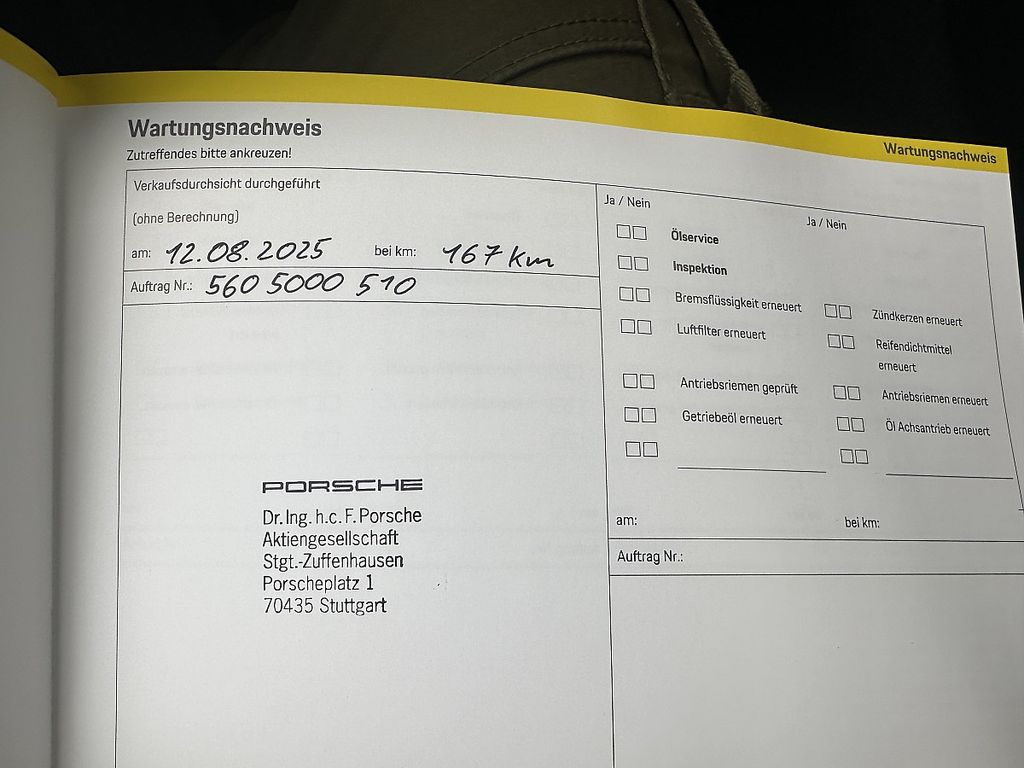 Wartungsnachweis
Wartungsnachweis
Zutreffendes bitte ankreuzen!
Verkaufsdurchsicht durchgeführt
(ohne Berechnung)
am: 12.08.2025 bei km: 167 km
Auftrag Nr.: 560 5000 510
PORSCHE
Dr.Ing.h.c.F.Porsche
Aktiengesellschaft
Stgt.-Zuffenhausen
Porscheplatz 1
70435 Stuttgart
Ja / Nein Ja / Nein
Ölservice
Inspektion
Bremsflüssigkeit erneuert Zündkerzen erneuert
Luftfilter erneuert Reifendichtmittel
erneuert
Antriebsriemen geprüft Antriebsriemen erneuert
Getriebeöl erneuert Öl Achsantrieb erneuert
am: bei km:
Auftrag Nr.: